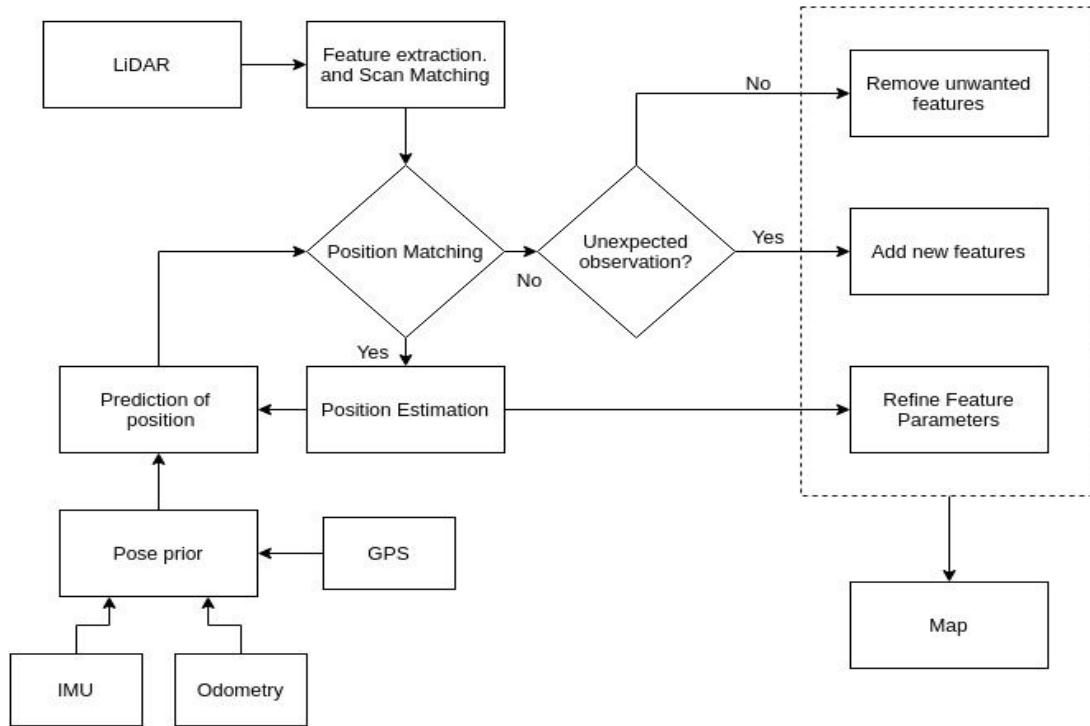 LiDAR
Feature extraction.
and Scan Matching
No
Remove unwanted
features
Position Matching
No
Unexpected
observation?
Yes
Add new features
Yes
Prediction of
position
Position Estimation
Refine Feature
Parameters
Pose prior
GPS
Map
IMU
Odometry